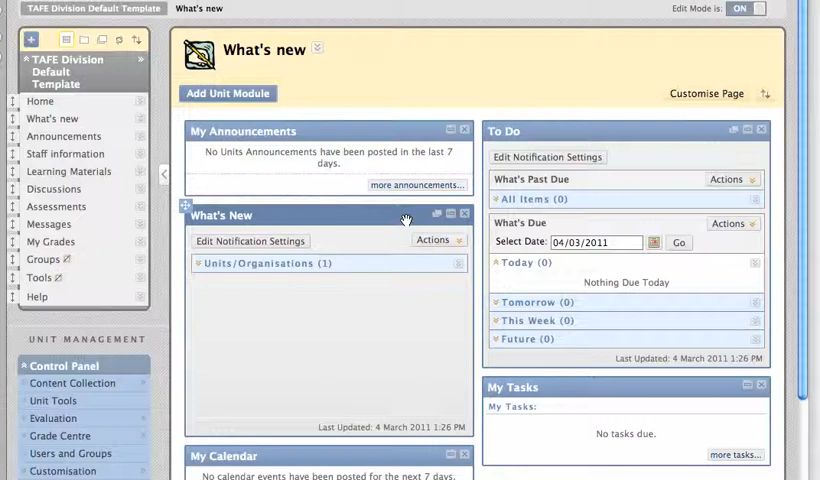 TAFE Division Default Template
What's new
Edit Mode is:
ON
TAFE Division
Default
Template
Home
What's new
Announcements
Staff information
Learning Materials
Discussions
Assessments
Messages
My Grades
Groups
Tools
Help
UNIT MANAGEMENT
Control Panel
Content Collection
Unit Tools
Evaluation
Grade Centre
Users and Groups
Customisation
What's new
Add Unit Module
Customise Page
My Announcements
No Units Announcements have been posted in the last 7
days.
more announcements...
What's New
Edit Notification Settings
Actions
Units/Organisations (1)
Last Updated: 4 March 2011 1:26 PM
My Calendar
No calendar events have been posted for the next 7 days.
To Do
Edit Notification Settings
What's Past Due
Actions
All Items (0)
What's Due
Actions
Select Date: 04/03/2011
Go
Today (0)
Nothing Due Today
Tomorrow (0)
This Week (0)
Future (0)
Last Updated: 4 March 2011 1:26 PM
My Tasks
My Tasks:
No tasks due.
more tasks...